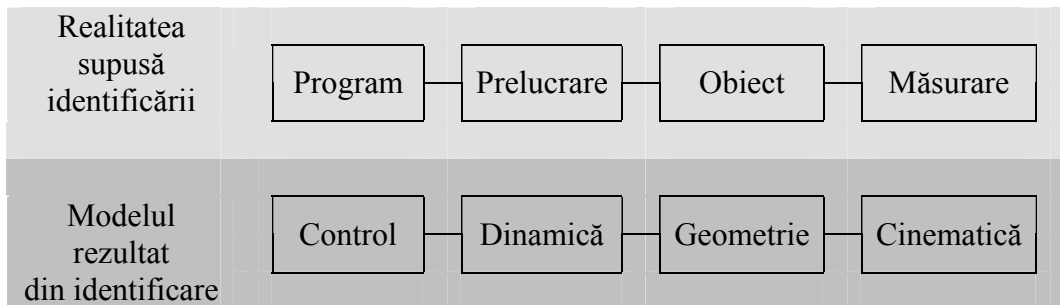 Realitatea
supusă
identificării
Program Prelucrare Obiect Măsurare
Modelul
rezultat
din identificare
Control Dinamică Geometrie Cinematică